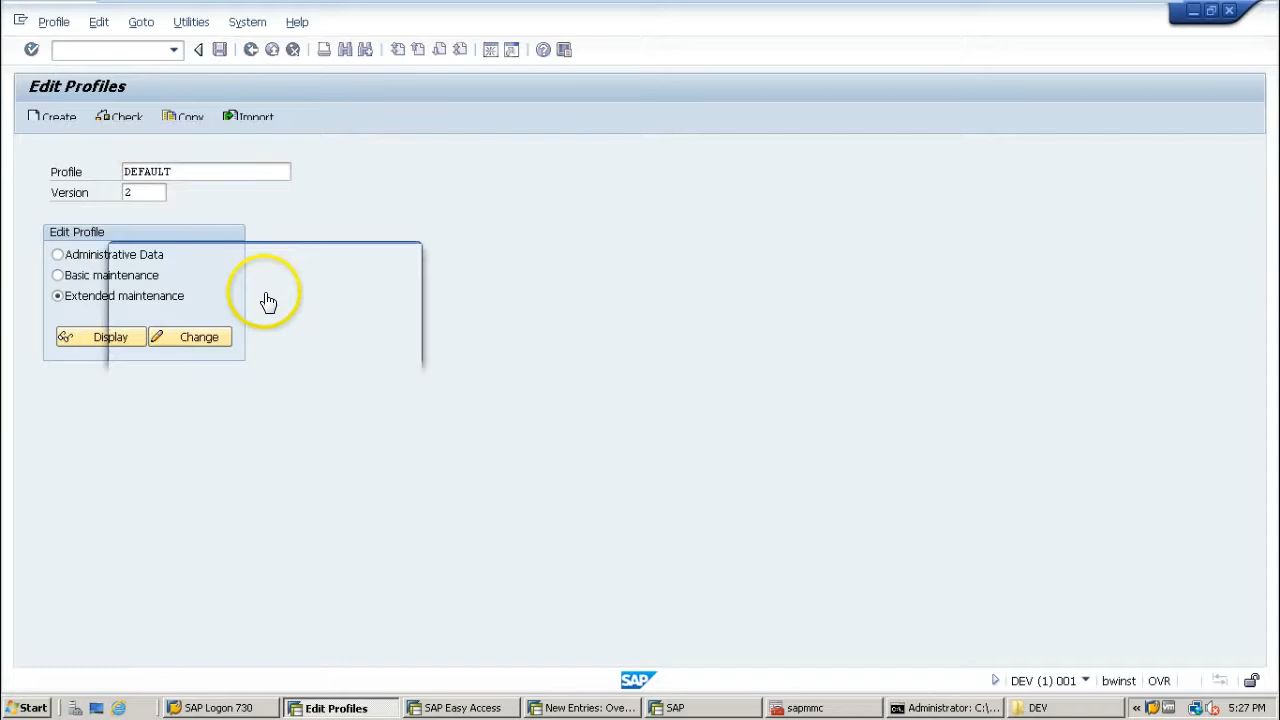 Profile Edit Goto Utilities System Help
Edit Profiles
Create Check Copy Import
Profile DEFAULT
Version 2
Edit Profile
Administrative Data
Basic maintenance
Extended maintenance
Display Change
SAP DEV (1) 001 bwinst OVR
Start SAP Logon 730 Edit Profiles SAP Easy Access New Entries: Ove... SAP sapmmc Administrator: C:\... DEV « 5:27 PM